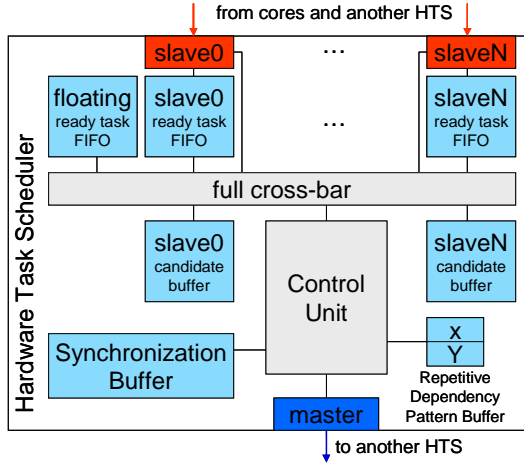 from cores and another HTS
slave0
...
slaveN
floating
ready task
FIFO
slave0
ready task
FIFO
...
slaveN
ready task
FIFO
full cross-bar
slave0
candidate
buffer
slaveN
candidate
buffer
Control
Unit
Synchronization
Buffer
x
Y
Repetitive
Dependency
Pattern Buffer
master
to another HTS
Hardware Task Scheduler